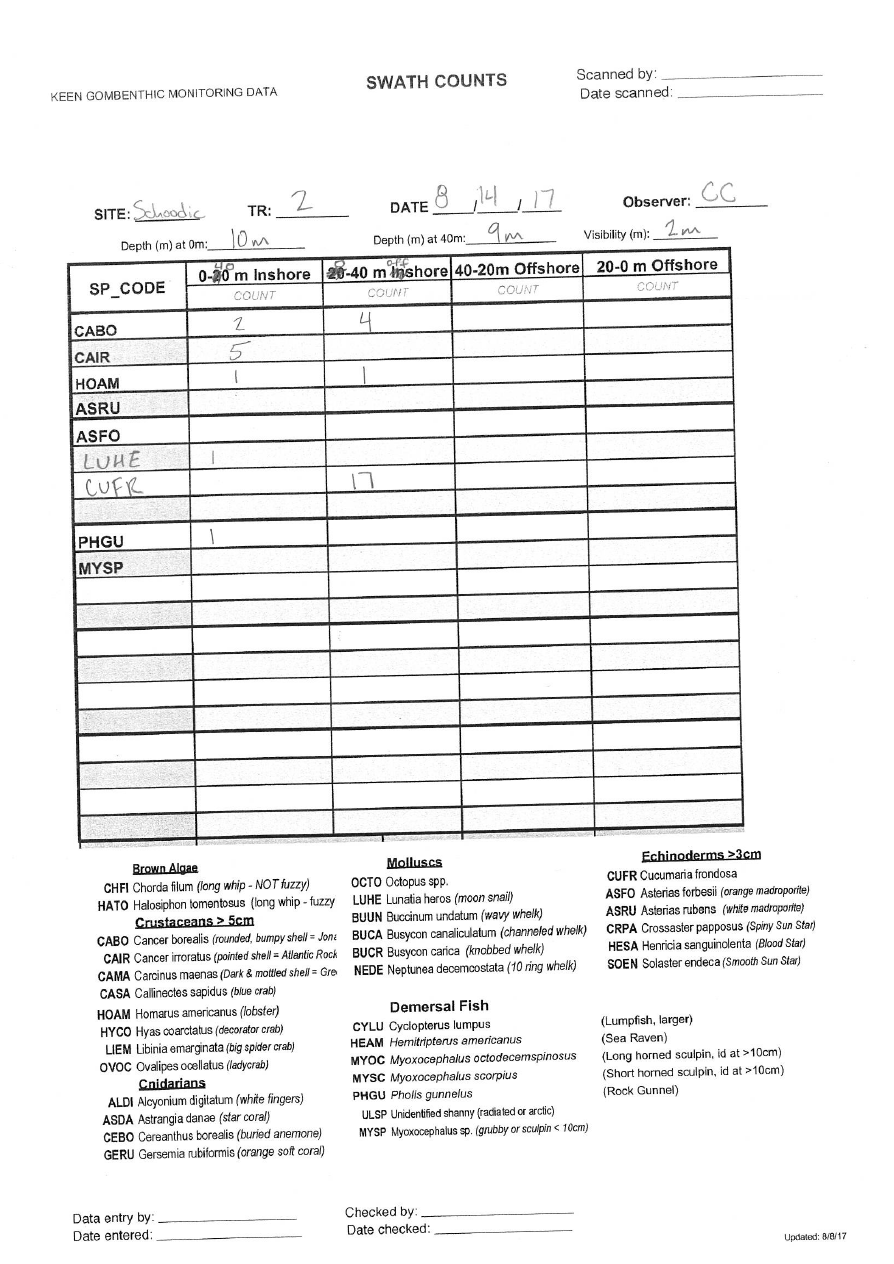 SWATH COUNTS
Scanned by:
KEEN GOMBENTHIC MONITORING DATA
Date scanned:
SITE: Schoodic TR: 2 DATE 8 / 14 / 17 Observer: CC
Depth (m) at 0m: 10m Depth (m) at 40m: 9m Visibility (m): 2m
SP_CODE 0-40 m Inshore 0-40 m off shore 40-20m Offshore 20-0 m Offshore
COUNT COUNT COUNT COUNT
CABO 2 4
CAIR 5
HOAM 1 1
ASRU
ASFO
LUHE 1
CUFR 17
PHGU 1
MYSP
Brown Algae
CHFI Chorda filum (long whip - NOT fuzzy)
HATO Halosiphon tomentosus (long whip - fuzzy
Crustaceans > 5cm
CABO Cancer borealis (rounded, bumpy shell = Jona
CAIR Cancer irroratus (pointed shell = Atlantic Rock
CAMA Carcinus maenas (Dark & mottled shell = Gre
CASA Callinectes sapidus (blue crab)
HOAM Homarus americanus (lobster)
HYCO Hyas coarctatus (decorator crab)
LIEM Libinia emarginata (big spider crab)
OVOC Ovalipes ocellatus (ladycrab)
Cnidarians
ALDI Alcyonium digitatum (white fingers)
ASDA Astrangia danae (star coral)
CEBO Cereanthus borealis (buried anemone)
GERU Gersemia rubiformis (orange soft coral)
Molluscs
OCTO Octopus spp.
LUHE Lunatia heros (moon snail)
BUUN Buccinum undatum (wavy whelk)
BUCA Busycon canaliculatum (channeled whelk)
BUCR Busycon carica (knobbed whelk)
NEDE Neptunea decemcostata (10 ring whelk)
Echinoderms >3cm
CUFR Cucumaria frondosa
ASFO Asterias forbesii (orange madroporite)
ASRU Asterias rubens (white madroporite)
CRPA Crossaster papposus (Spiny Sun Star)
HESA Henricia sanguinolenta (Blood Star)
SOEN Solaster endeca (Smooth Sun Star)
Demersal Fish
CYLU Cyclopterus lumpus (Lumpfish, larger)
HEAM Hemitripterus americanus (Sea Raven)
MYOC Myoxocephalus octodecemspinosus (Long horned sculpin, id at >10cm)
MYSC Myoxocephalus scorpius (Short horned sculpin, id at >10cm)
PHGU Pholis gunnelus (Rock Gunnel)
ULSP Unidentified shanny (radiated or arctic)
MYSP Myoxocephalus sp. (grubby or sculpin < 10cm)
Data entry by: Checked by:
Date entered: Date checked:
Updated: 8/8/17